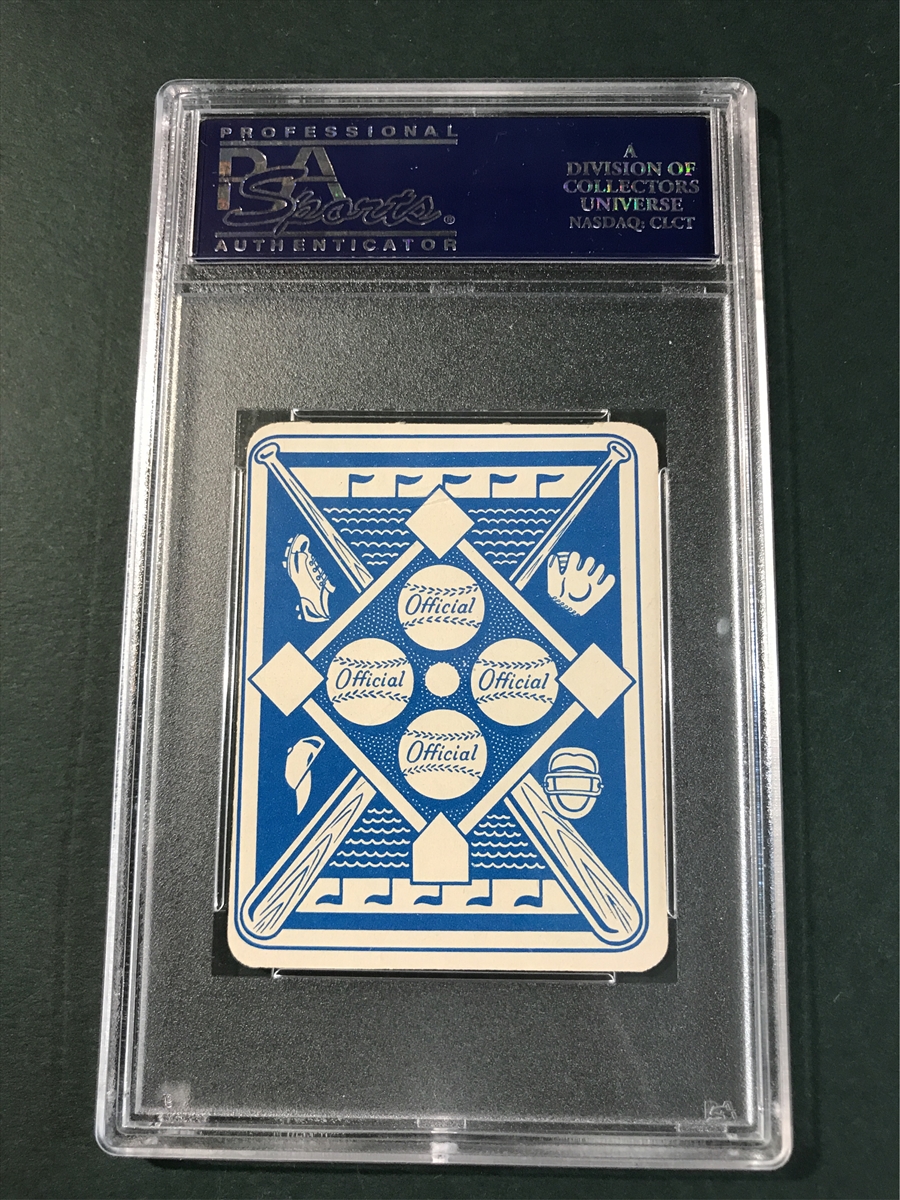 PROFESSIONAL
PSA
Sports®
AUTHENTICATOR
A
DIVISION OF
COLLECTORS
UNIVERSE
NASDAQ: CLCT
Official
Official
Official
Official